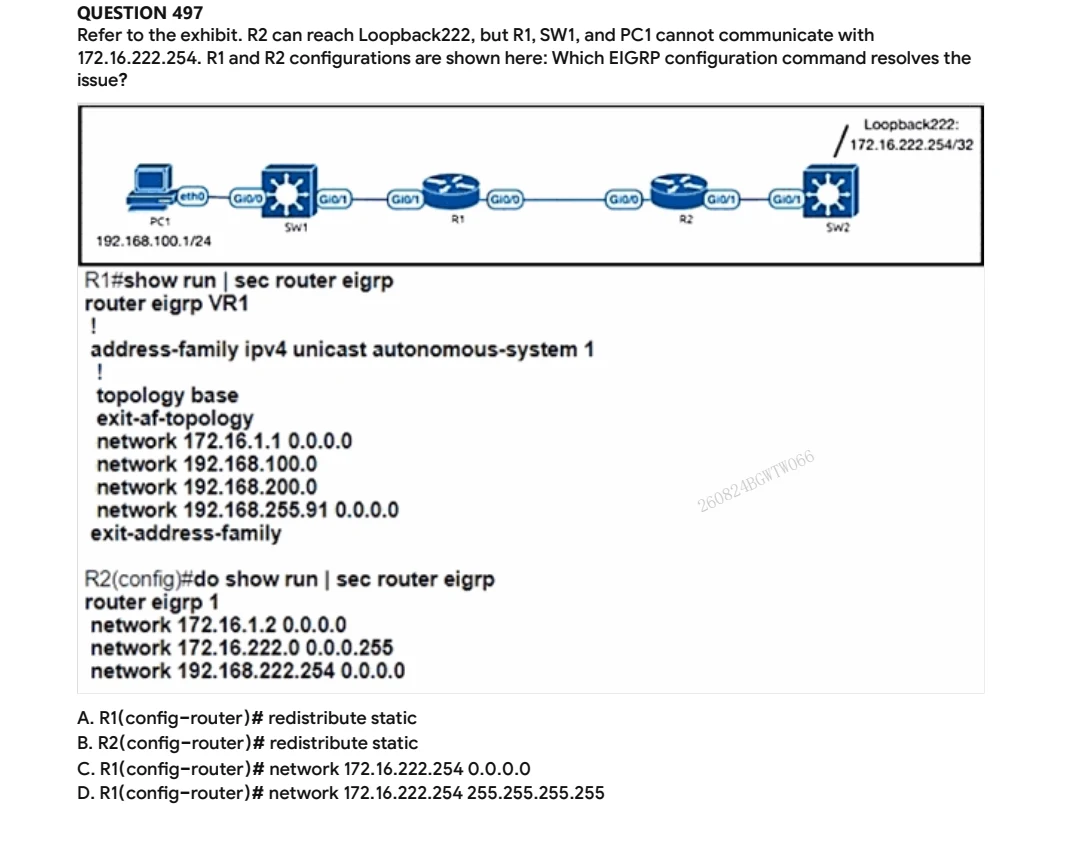 QUESTION 497
Refer to the exhibit. R2 can reach Loopback222, but R1, SW1, and PC1 cannot communicate with
172.16.222.254. R1 and R2 configurations are shown here: Which EIGRP configuration command resolves the
issue?
Loopback222:
172.16.222.254/32
eth0 Gi0/0 Gi0/1 Gi0/1 Gi0/0 Gi0/0 Gi0/1 Gi0/1
PC1 SW1 R1 R2 SW2
192.168.100.1/24
R1#show run | sec router eigrp
router eigrp VR1
!
address-family ipv4 unicast autonomous-system 1
!
topology base
exit-af-topology
network 172.16.1.1 0.0.0.0
network 192.168.100.0
network 192.168.200.0
network 192.168.255.91 0.0.0.0
exit-address-family
260824BGWTW066
R2(config)#do show run | sec router eigrp
router eigrp 1
network 172.16.1.2 0.0.0.0
network 172.16.222.0 0.0.0.255
network 192.168.222.254 0.0.0.0
A. R1(config-router)# redistribute static
B. R2(config-router)# redistribute static
C. R1(config-router)# network 172.16.222.254 0.0.0.0
D. R1(config-router)# network 172.16.222.254 255.255.255.255